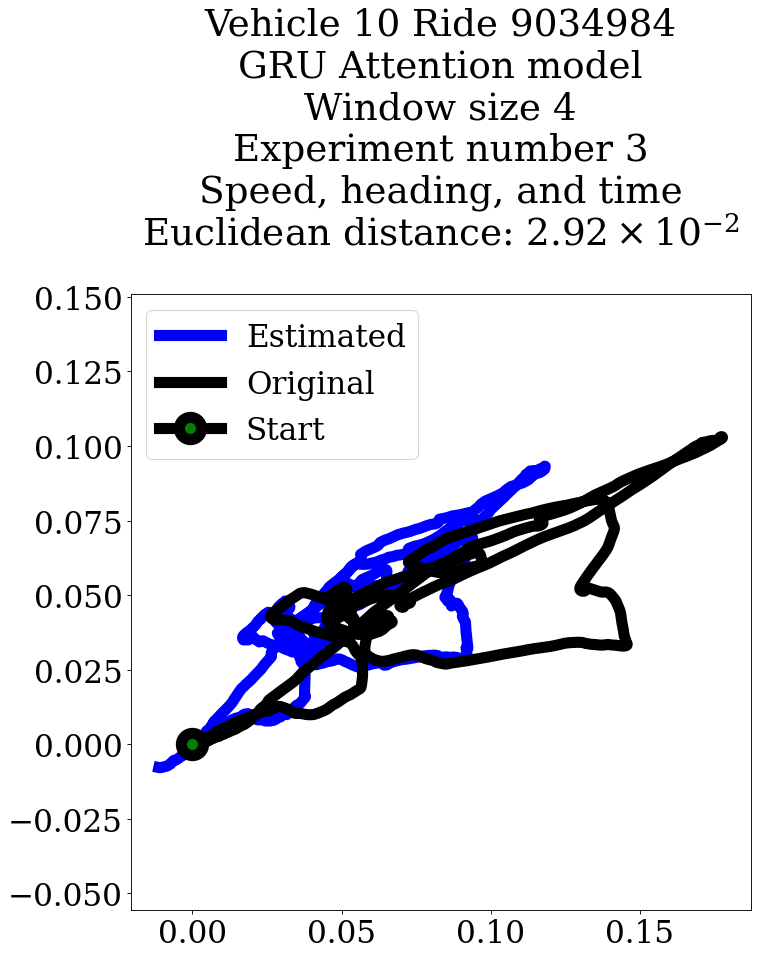 Vehicle 10 Ride 9034984
GRU Attention model
Window size 4
Experiment number 3
Speed, heading, and time
Euclidean distance: 2.92 × 10⁻²
0.150
Estimated
0.125
Original
Start
0.100
0.075
0.050
0.025
0.000
−0.025
−0.050
0.00 0.05 0.10 0.15